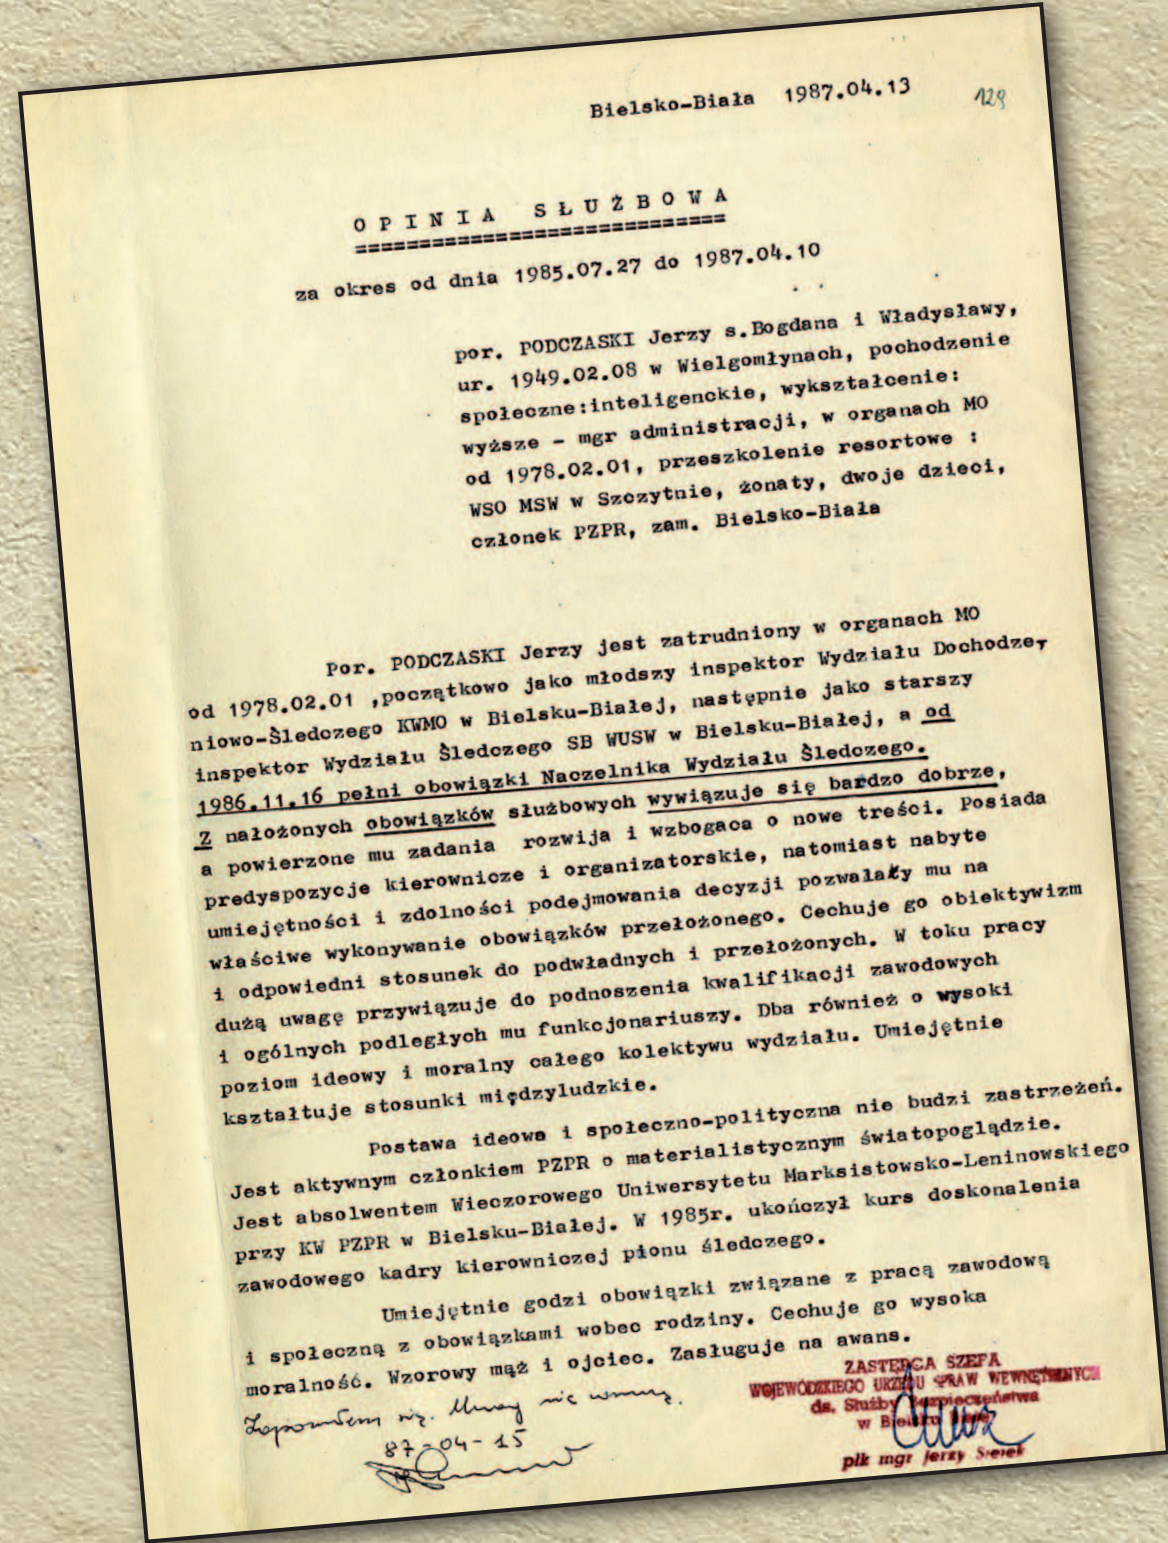 Bielsko-Biała 1987.04.13
129
O P I N I A S Ł U Ż B O W A
=============================
za okres od dnia 1985.07.27 do 1987.04.10
por. PODCZASKI Jerzy s.Bogdana i Władysławy,
ur. 1949.02.08 w Wielgomłynach, pochodzenie
społeczne:inteligenckie, wykształcenie:
wyższe - mgr administracji, w organach MO
od 1978.02.01, przeszkolenie resortowe :
WSO MSW w Szczytnie, żonaty, dwoje dzieci,
członek PZPR, zam. Bielsko-Biała
Por. PODCZASKI Jerzy jest zatrudniony w organach MO
od 1978.02.01 ,początkowo jako młodszy inspektor Wydziału Dochodze-
niowo-Śledczego KWMO w Bielsku-Białej, następnie jako starszy
inspektor Wydziału Śledczego SB WUSW w Bielsku-Białej, a od
1986.11.16 pełni obowiązki Naczelnika Wydziału Śledczego.
Z nałożonych obowiązków służbowych wywiązuje się bardzo dobrze,
a powierzone mu zadania rozwija i wzbogaca o nowe treści. Posiada
predyspozycje kierownicze i organizatorskie, natomiast nabyte
umiejętności i zdolności podejmowania decyzji pozwalały mu na
właściwe wykonywanie obowiązków przełożonego. Cechuje go obiektywizm
i odpowiedni stosunek do podwładnych i przełożonych. W toku pracy
dużą uwagę przywiązuje do podnoszenia kwalifikacji zawodowych
i ogólnych podległych mu funkcjonariuszy. Dba również o wysoki
poziom ideowy i moralny całego kolektywu wydziału. Umiejętnie
kształtuje stosunki międzyludzkie.
Postawa ideowa i społeczno-polityczna nie budzi zastrzeżeń.
Jest aktywnym członkiem PZPR o materialistycznym światopoglądzie.
Jest absolwentem Wieczorowego Uniwersytetu Marksistowsko-Leninowskiego
przy KW PZPR w Bielsku-Białej. W 1985r. ukończył kurs doskonalenia
zawodowego kadry kierowniczej pionu śledczego.
Umiejętnie godzi obowiązki związane z pracą zawodową
i społeczną z obowiązkami wobec rodziny. Cechuje go wysoka
moralność. Wzorowy mąż i ojciec. Zasługuje na awans.
ZASTĘPCA SZEFA
WOJEWÓDZKIEGO URZĘDU SPRAW WEWNĘTRZNYCH
ds. Służby Bezpieczeństwa
w
płk mgr Jerzy
Zapoznałem się. Uwag nie wnoszę.
87-04-15